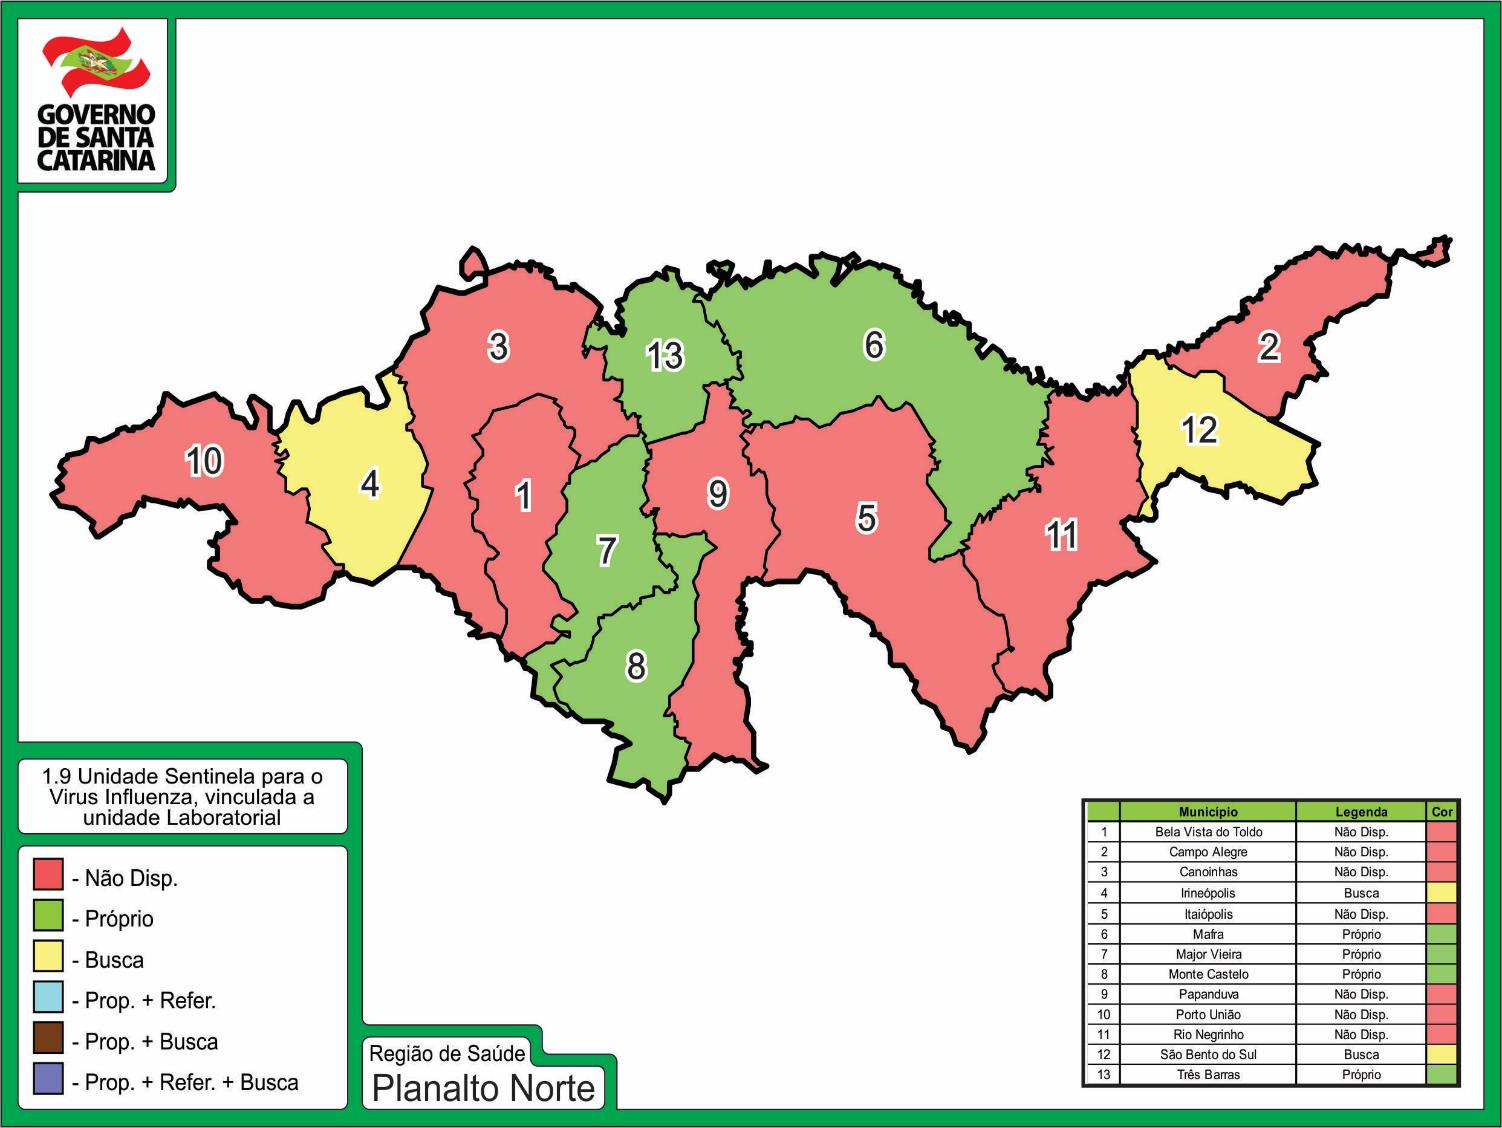 GOVERNO
DE SANTA
CATARINA
3
13
6
2
12
10
4
1
9
5
7
11
8
1.9 Unidade Sentinela para o
Virus Influenza, vinculada a
unidade Laboratorial
- Não Disp.
- Próprio
- Busca
- Prop. + Refer.
- Prop. + Busca
- Prop. + Refer. + Busca
Região de Saúde
Planalto Norte
Município Legenda Cor
1 Bela Vista do Toldo Não Disp.
2 Campo Alegre Não Disp.
3 Canoinhas Não Disp.
4 Irineópolis Busca
5 Itaiópolis Não Disp.
6 Mafra Próprio
7 Major Vieira Próprio
8 Monte Castelo Próprio
9 Papanduva Não Disp.
10 Porto União Não Disp.
11 Rio Negrinho Não Disp.
12 São Bento do Sul Busca
13 Três Barras Próprio